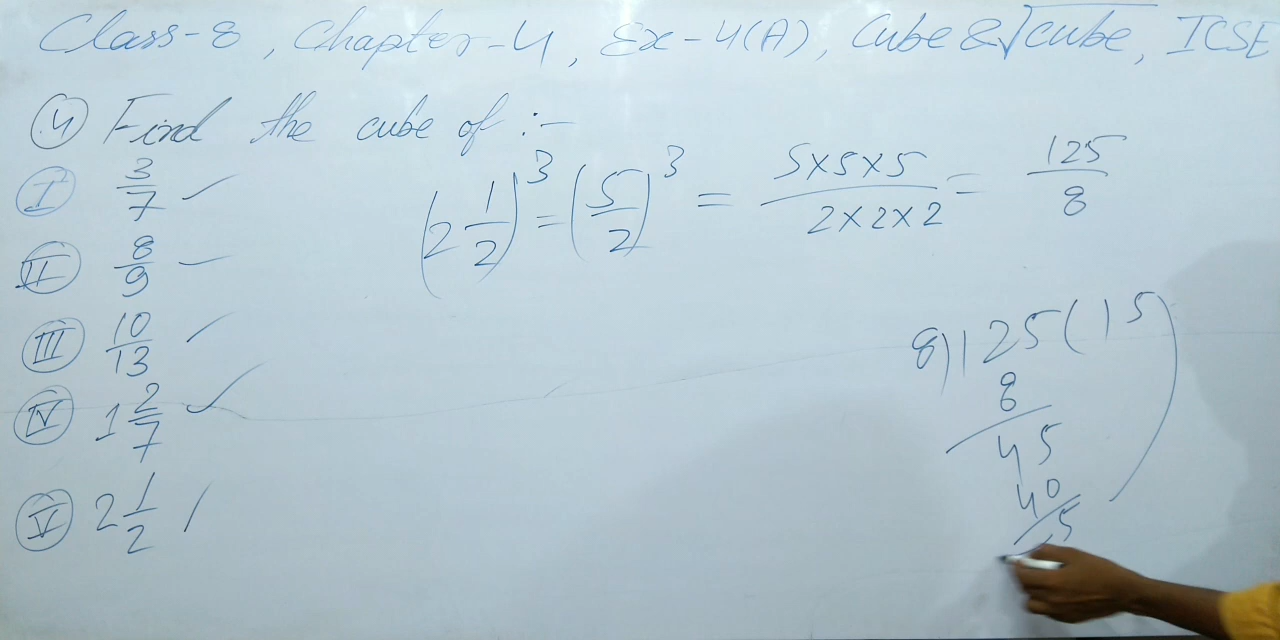 Class-8, Chapter-4, Ex-4(A), Cube & √cube, ICSE
(4) Find the cube of :-
(I) 3/7 ✓
(II) 8/9 –
(III) 10/13 ✓
(IV) 1 2/7 ✓
(V) 2 1/2 /
(2 1/2)³ = (5/2)³ = 5×5×5 / 2×2×2 = 125/8
8)125(15
8
45
40
5